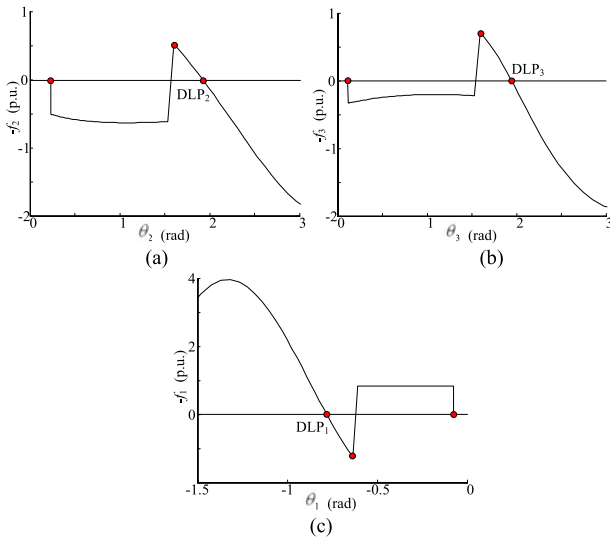 1
0
-1
-2
0
1
2
3
-f₂ (p.u.)
DLP₂
θ₂ (rad)
(a)
1
0
-1
-2
0
1
2
3
-f₃ (p.u.)
DLP₃
θ₃ (rad)
(b)
4
2
0
-1.5
-1
-0.5
0
-f₁ (p.u.)
DLP₁
θ₁ (rad)
(c)